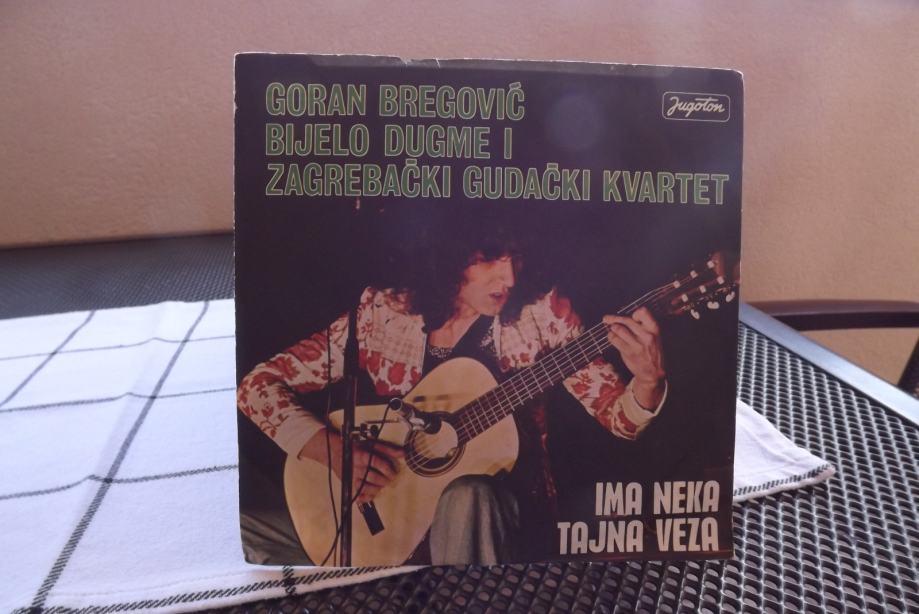 GORAN BREGOVIĆ
Jugoton
BIJELO DUGME I
ZAGREBAČKI GUDAČKI KVARTET
IMA NEKA
TAJNA VEZA